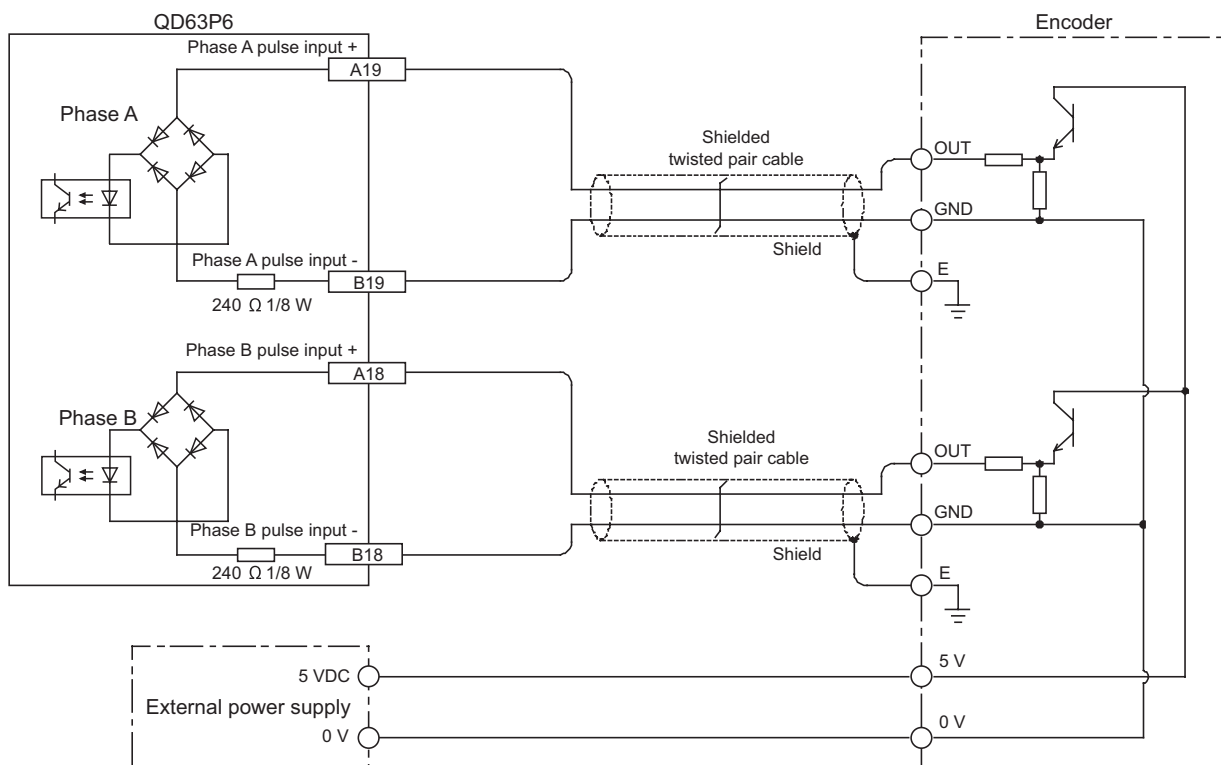 QD63P6
Encoder
Phase A pulse input +
A19
Phase A
Shielded
twisted pair cable
OUT
GND
Shield
Phase A pulse input -
B19
E
240 Ω 1/8 W
Phase B pulse input +
A18
Phase B
Shielded
twisted pair cable
OUT
GND
Phase B pulse input -
B18
Shield
240 Ω 1/8 W
E
5 VDC
5 V
External power supply
0 V
0 V